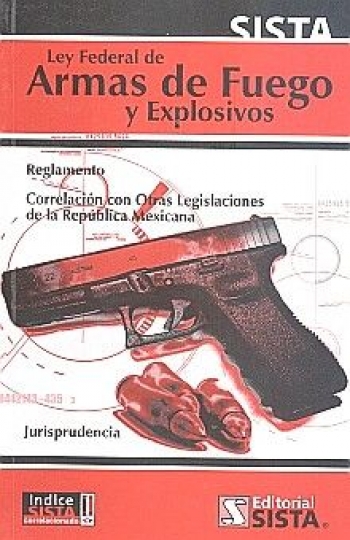 SISTA
Ley Federal de
Armas de Fuego
y Explosivos
Reglamento
Correlación con Otras Legislaciones
de la República Mexicana
Jurisprudencia
Indice
SISTA
Correlacionado
Editorial
SISTA®